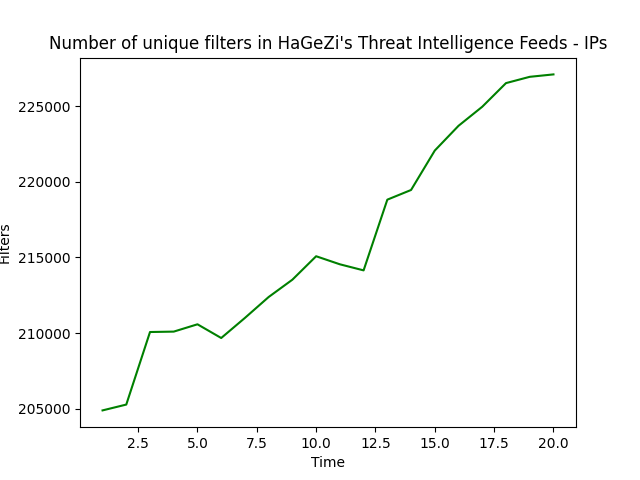 Number of unique filters in HaGeZi's Threat Intelligence Feeds - IPs
225000
220000
215000
210000
205000
Filters
2.5 5.0 7.5 10.0 12.5 15.0 17.5 20.0
Time